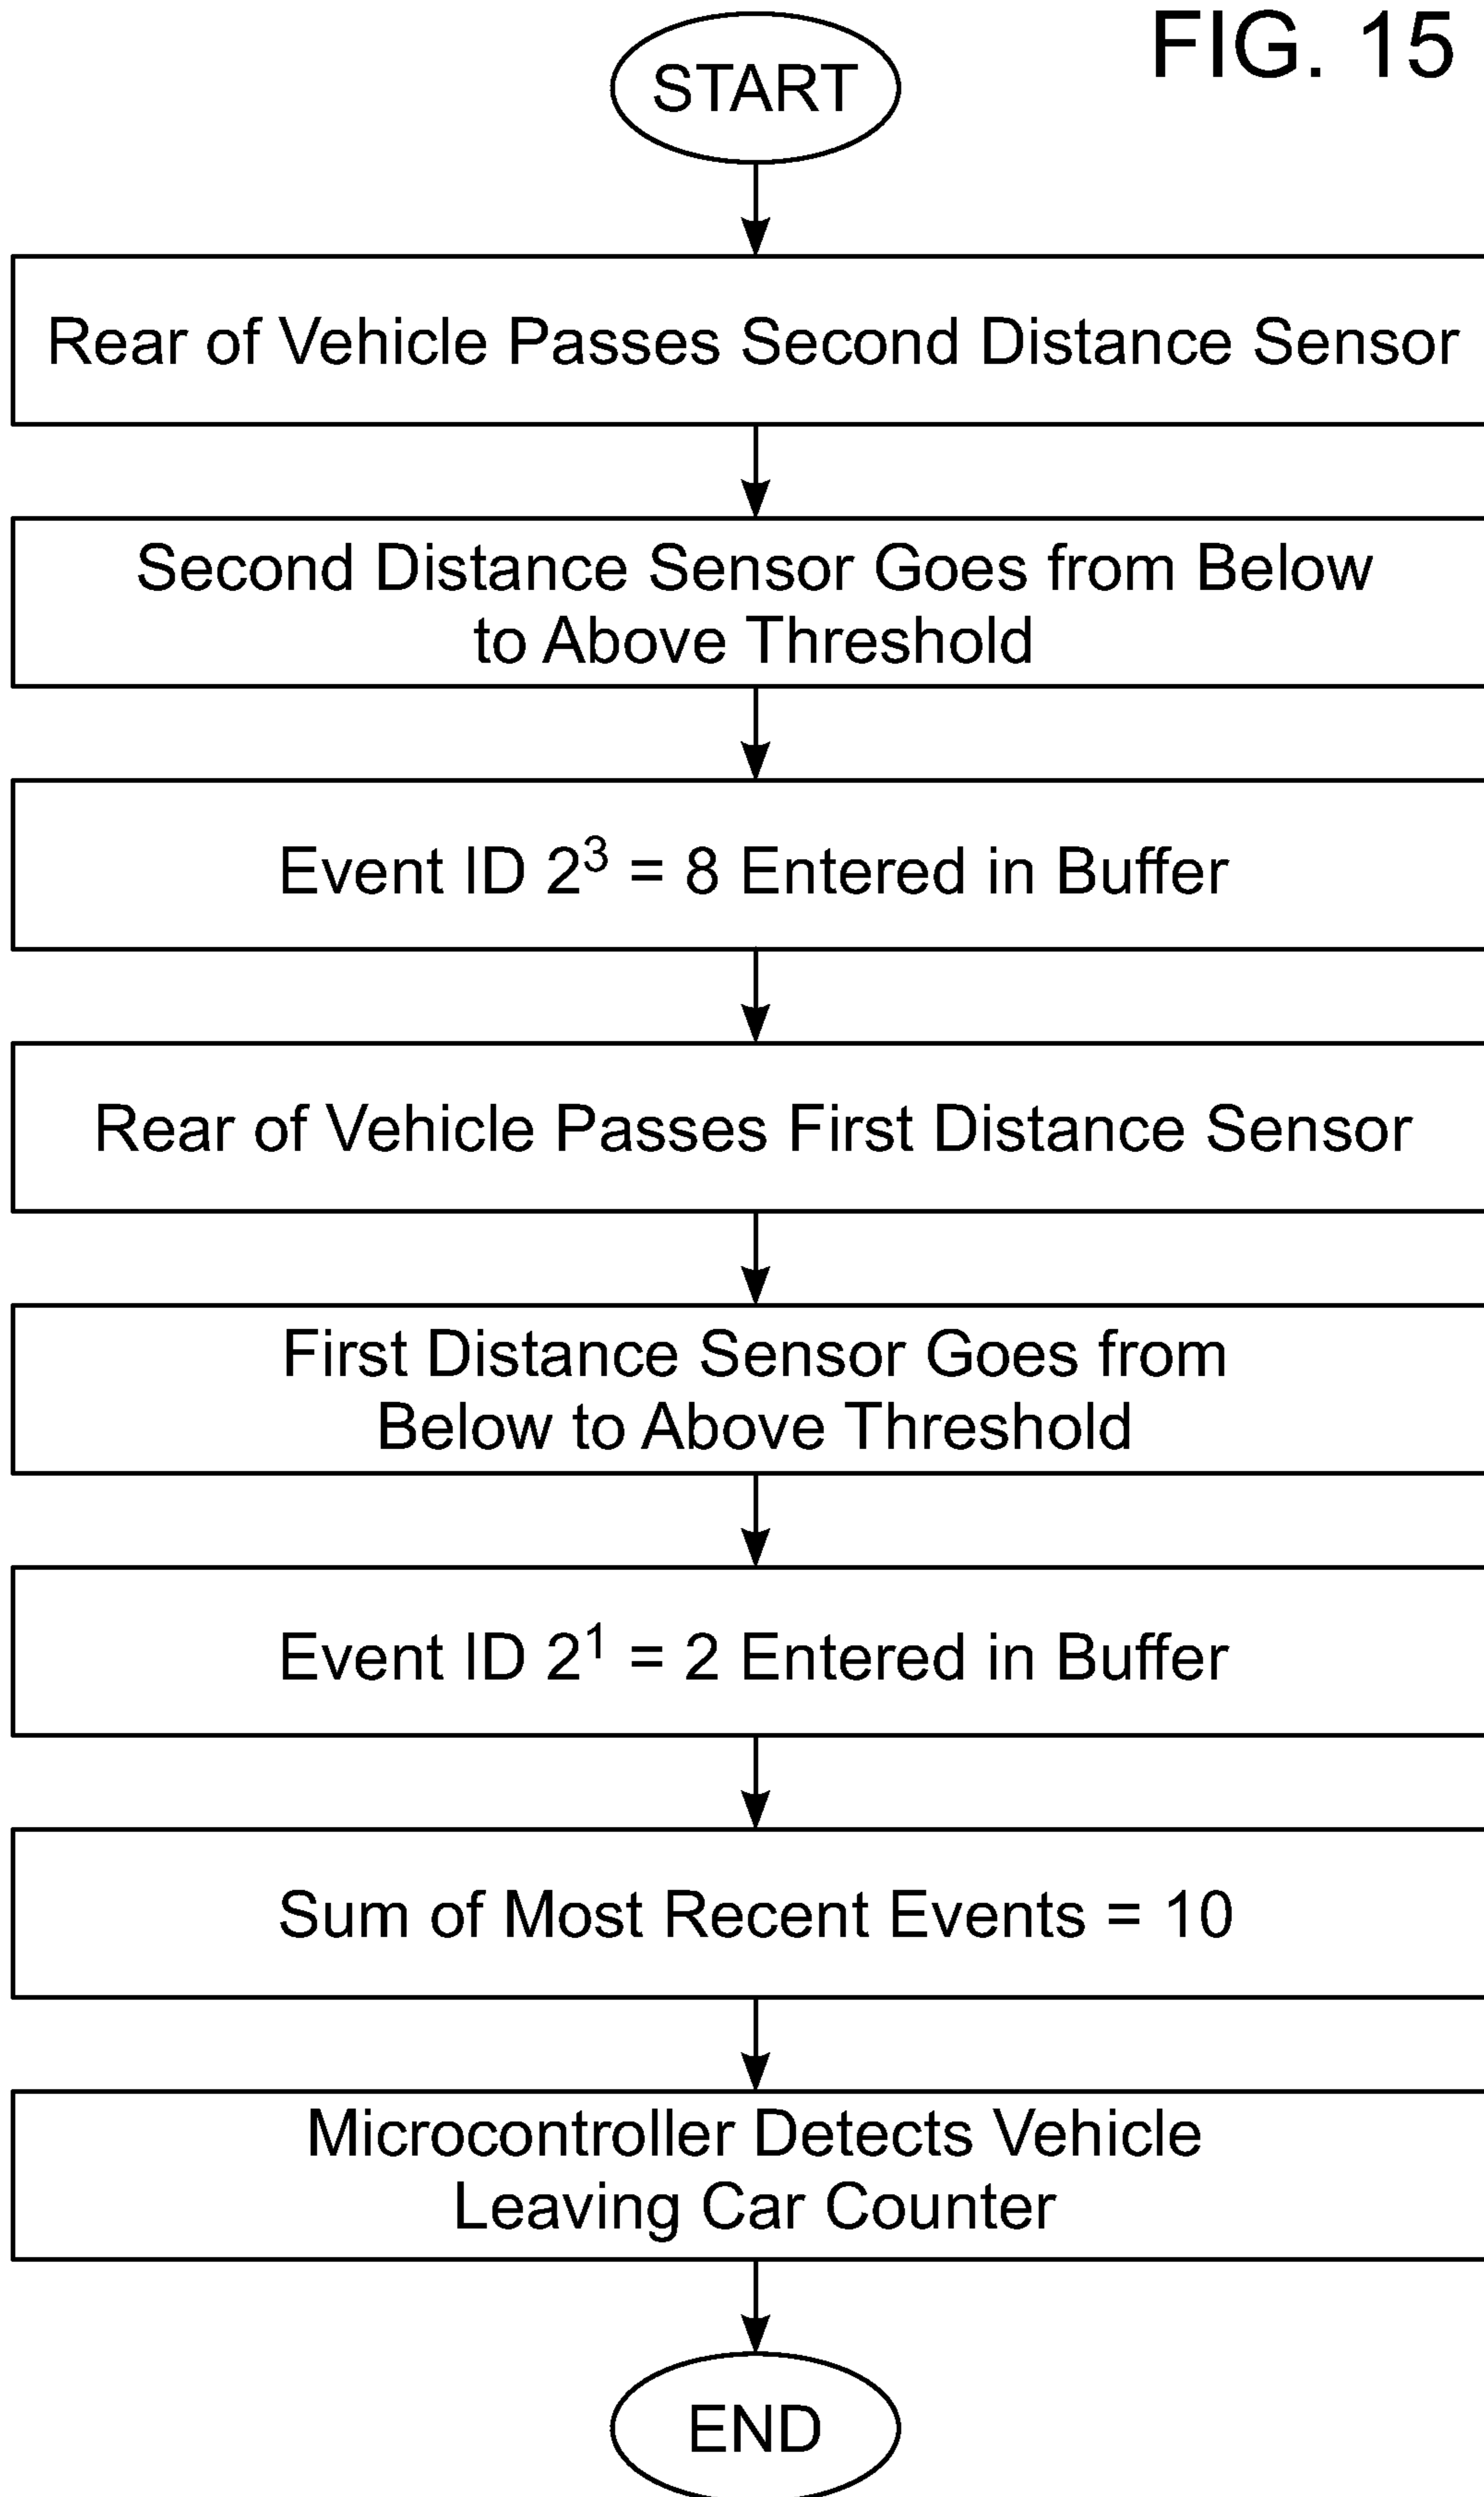 FIG. 15
START
Rear of Vehicle Passes Second Distance Sensor
Second Distance Sensor Goes from Below
to Above Threshold
Event ID 2³ = 8 Entered in Buffer
Rear of Vehicle Passes First Distance Sensor
First Distance Sensor Goes from
Below to Above Threshold
Event ID 2¹ = 2 Entered in Buffer
Sum of Most Recent Events = 10
Microcontroller Detects Vehicle
Leaving Car Counter
END